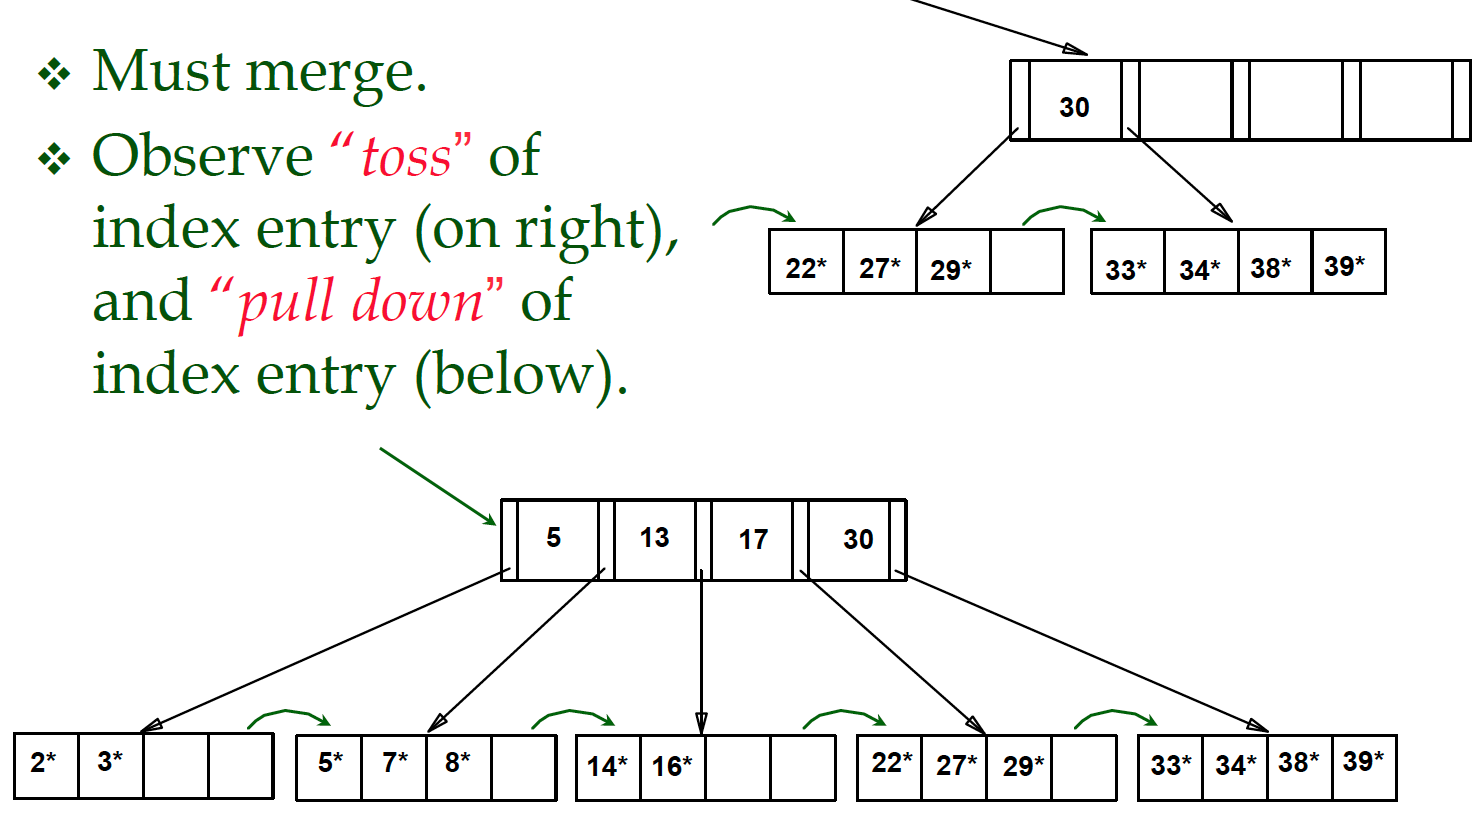 ❖ Must merge.
❖ Observe “toss” of
index entry (on right),
and “pull down” of
index entry (below).
30
22* 27* 29*
33* 34* 38* 39*
5 13 17 30
2* 3*
5* 7* 8*
14* 16*
22* 27* 29*
33* 34* 38* 39*